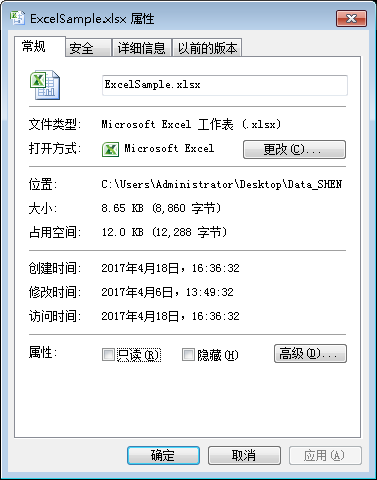 ExcelSample.xlsx 属性
常规 安全 详细信息 以前的版本
ExcelSample.xlsx
文件类型: Microsoft Excel 工作表 (.xlsx)
打开方式: Microsoft Excel 更改(C)...
位置: C:\Users\Administrator\Desktop\Data_SHEN
大小: 8.65 KB (8,860 字节)
占用空间: 12.0 KB (12,288 字节)
创建时间: 2017年4月18日，16:36:32
修改时间: 2017年4月6日，13:49:32
访问时间: 2017年4月18日，16:36:32
属性: 只读(R) 隐藏(H) 高级(D)...
确定 取消 应用(A)